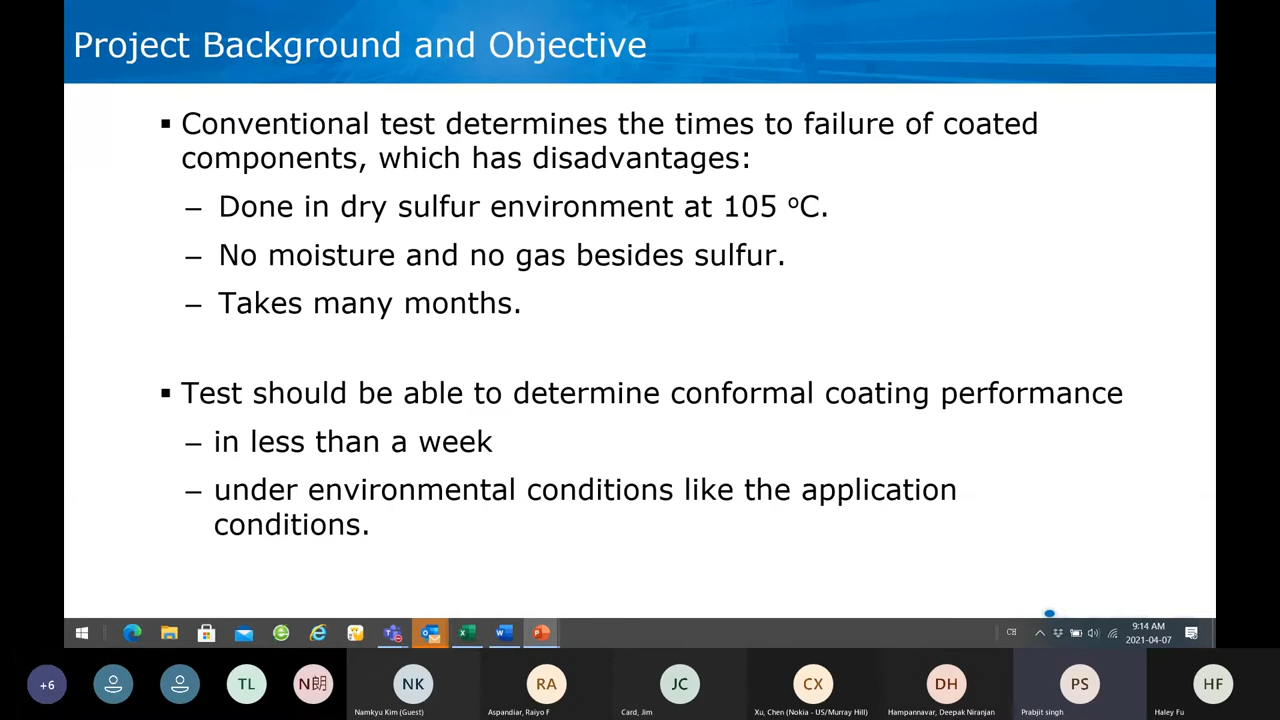 Project Background and Objective
▪ Conventional test determines the times to failure of coated
components, which has disadvantages:
– Done in dry sulfur environment at 105 ºC.
– No moisture and no gas besides sulfur.
– Takes many months.
▪ Test should be able to determine conformal coating performance
– in less than a week
– under environmental conditions like the application
conditions.
9:14 AM
2021-04-07
+6
TL
N朗
NK
RA
JC
CX
DH
PS
HF
Namkyu Kim (Guest)
Aspandiar, Raiyo F
Card, Jim
Xu, Chen (Nokia - US/Murray Hill)
Hampannavar, Deepak Niranjan
Prabjit singh
Haley Fu